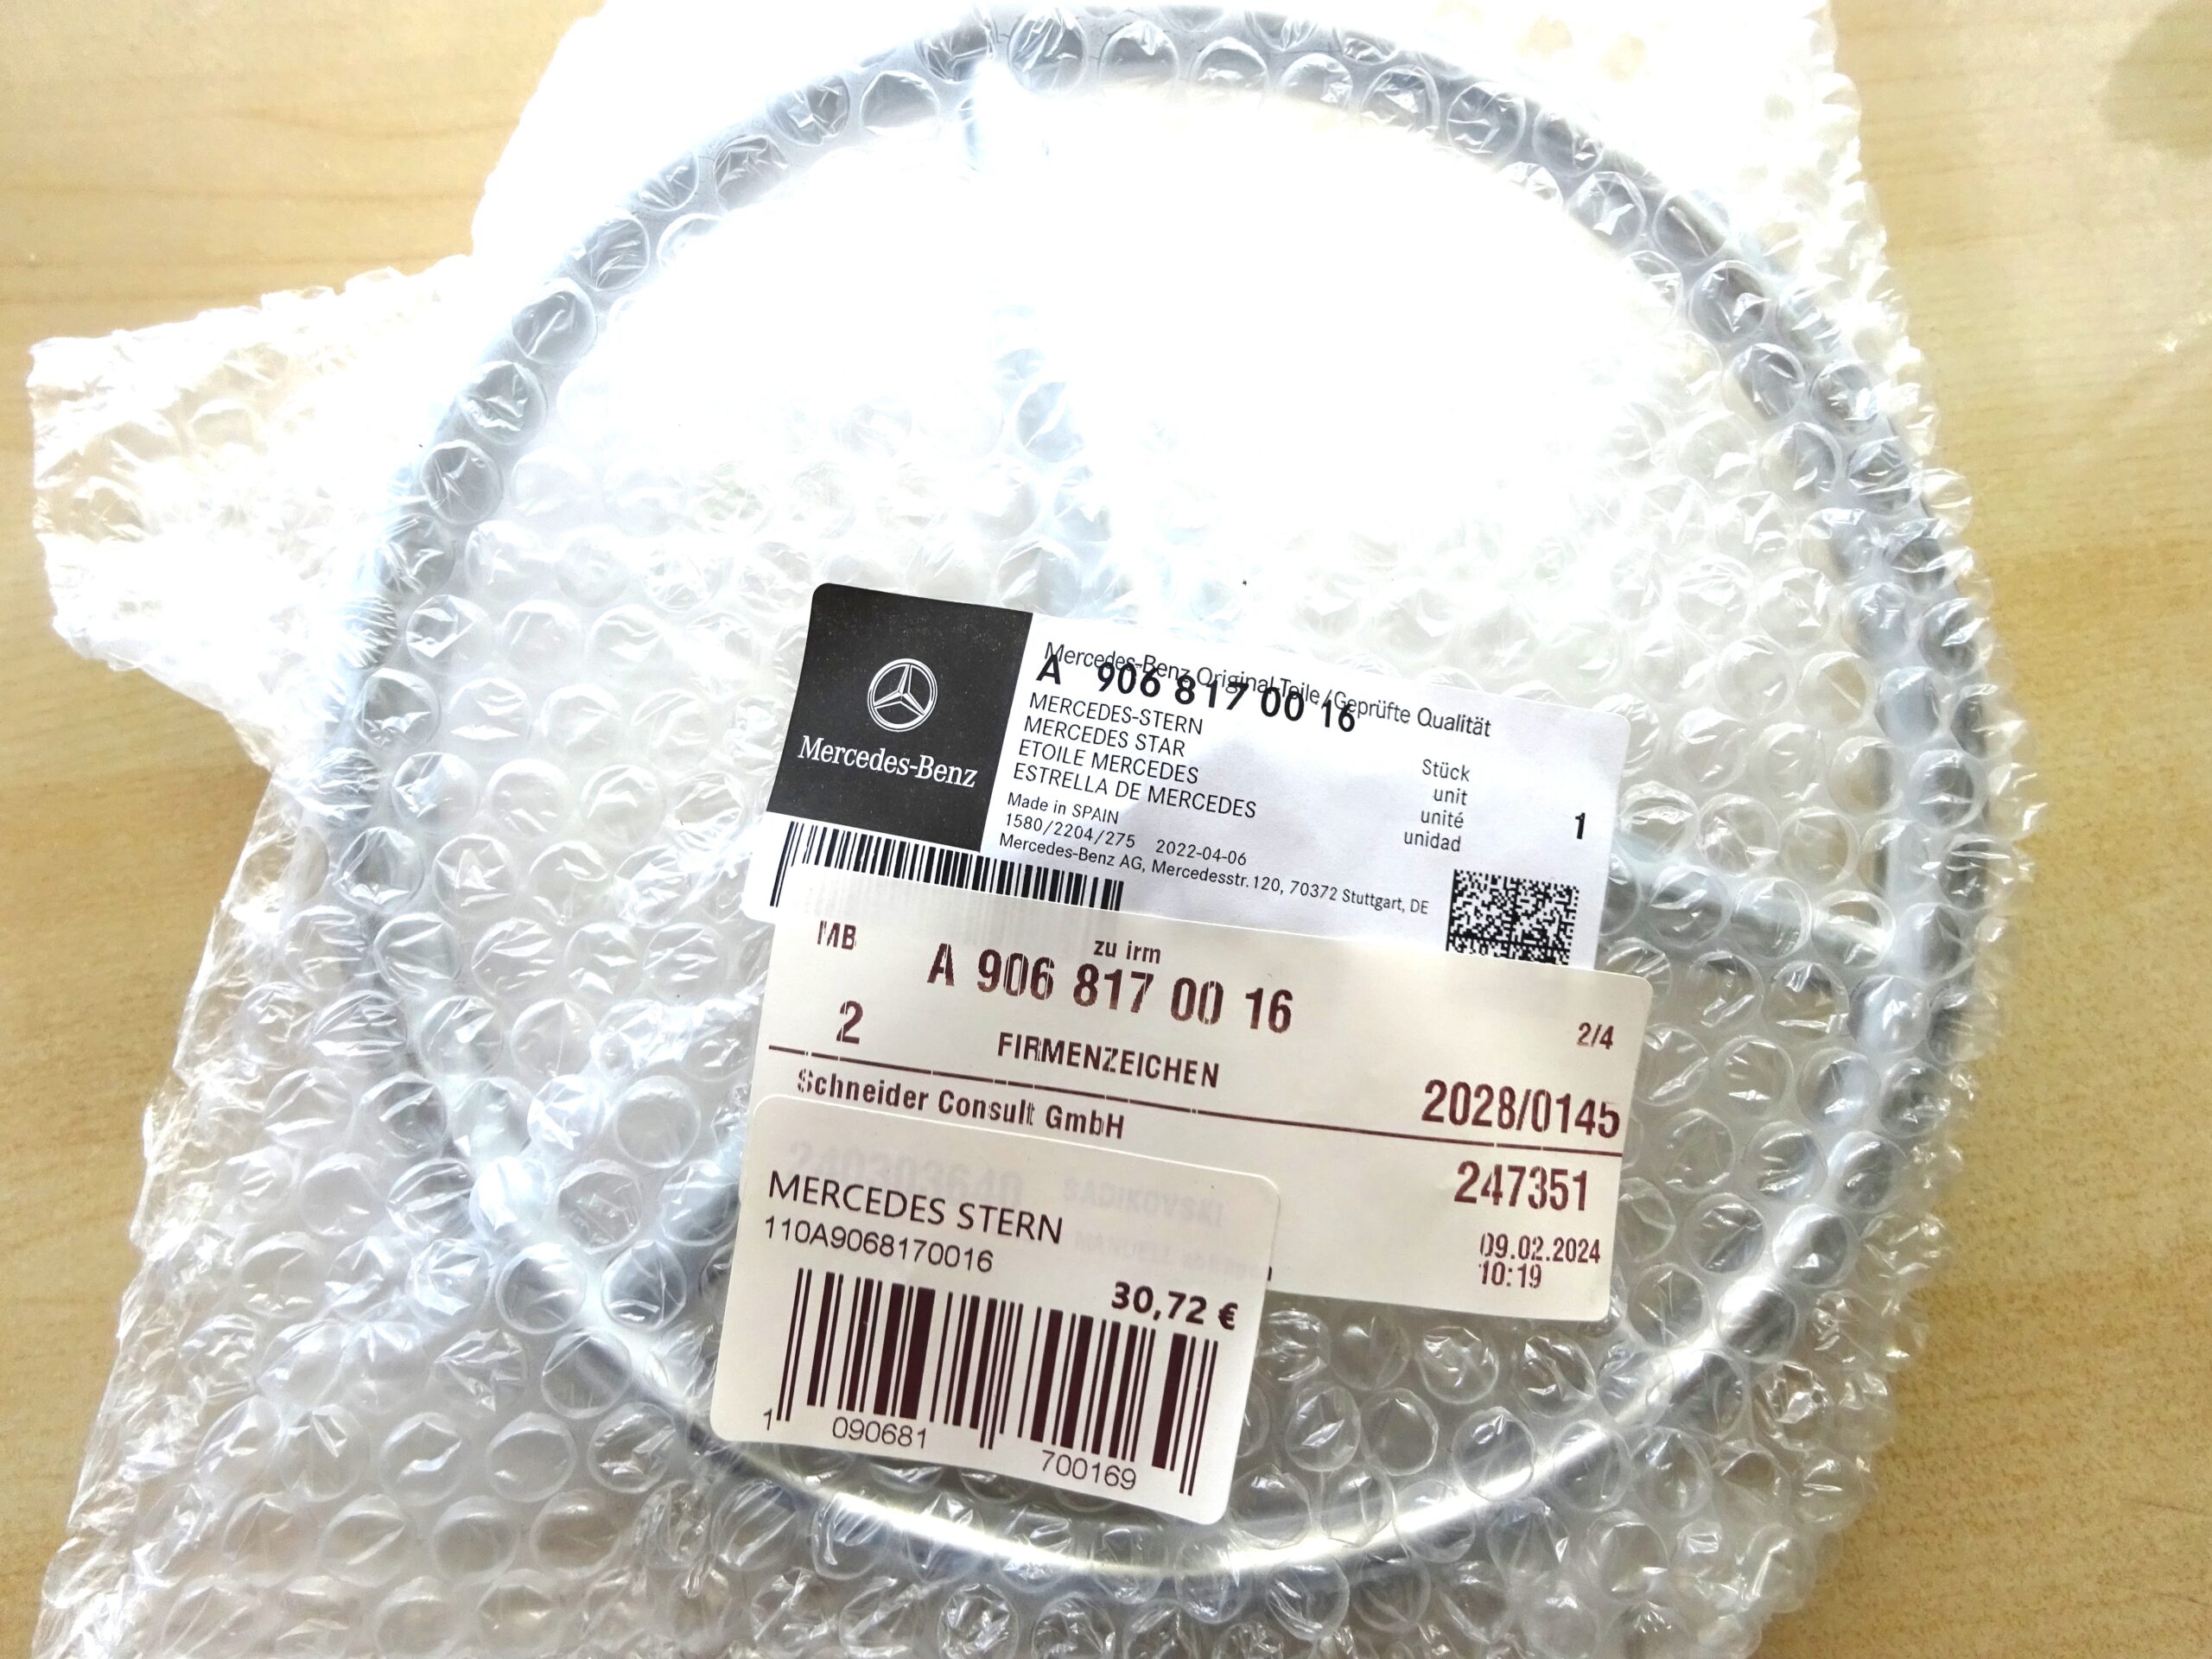 Mercedes-Benz
Mercedes-Benz Original Teile / Geprüfte Qualität
A 906 817 00 16
MERCEDES-STERN
MERCEDES STAR
ETOILE MERCEDES
ESTRELLA DE MERCEDES
Stück
unit
unité
unidad
1
Made in SPAIN
1580/2204/275 2022-04-06
Mercedes-Benz AG, Mercedesstr. 120, 70372 Stuttgart, DE
MB zu irm
A 906 817 00 16
2 FIRMENZEICHEN 2/4
2028/0145
Schneider Consult GmbH
247351
240303640 SADIKOVSKI
09.02.2024
10:19
MERCEDES STERN
110A9068170016
30,72 €
1 090681 700169